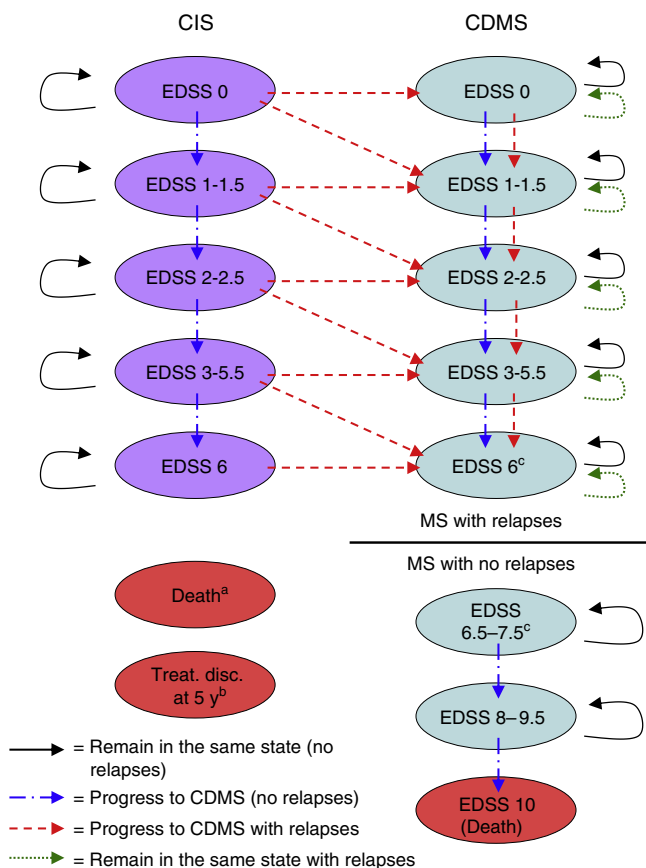 CIS
CDMS
EDSS 0
EDSS 0
EDSS 1-1.5
EDSS 1-1.5
EDSS 2-2.5
EDSS 2-2.5
EDSS 3-5.5
EDSS 3-5.5
EDSS 6
EDSS 6c
MS with relapses
MS with no relapses
Deatha
EDSS
6.5–7.5c
Treat. disc.
at 5 yb
EDSS 8–9.5
EDSS 10
(Death)
= Remain in the same state (no
relapses)
= Progress to CDMS (no relapses)
= Progress to CDMS with relapses
= Remain in the same state with relapses